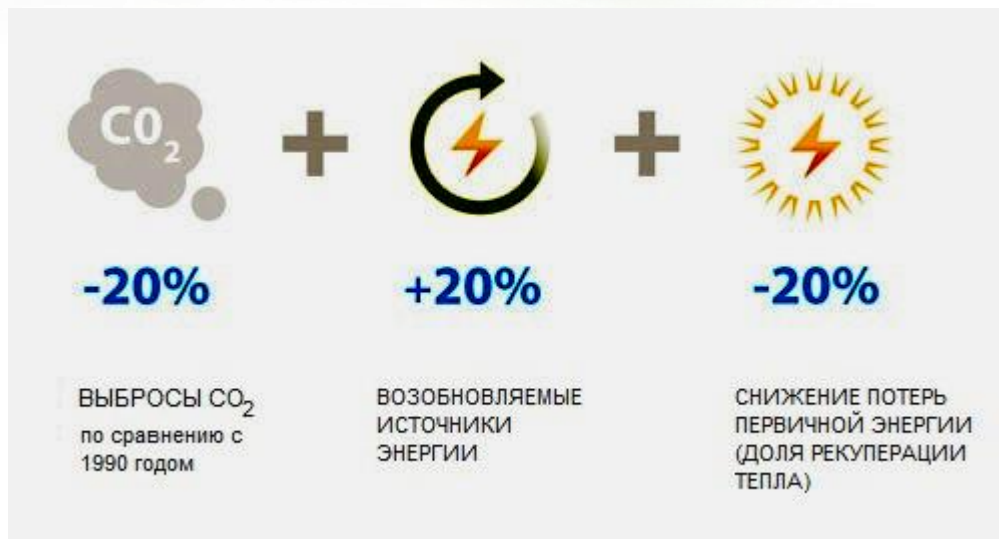 CO2
-20%
+20%
-20%
ВЫБРОСЫ CO2
по сравнению с
1990 годом
ВОЗОБНОВЛЯЕМЫЕ
ИСТОЧНИКИ
ЭНЕРГИИ
СНИЖЕНИЕ ПОТЕРЬ
ПЕРВИЧНОЙ ЭНЕРГИИ
(ДОЛЯ РЕКУПЕРАЦИИ
ТЕПЛА)